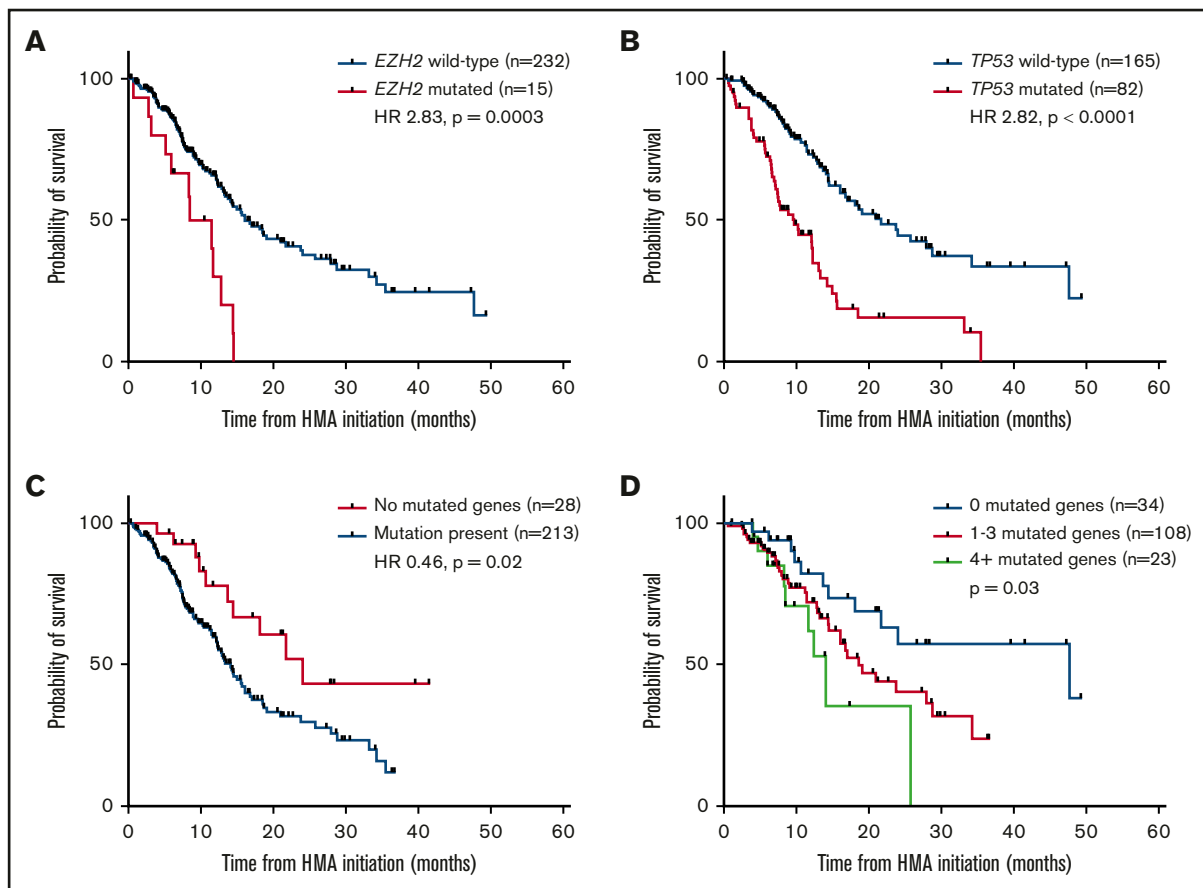 A
EZH2 wild-type (n=232)
EZH2 mutated (n=15)
HR 2.83, p = 0.0003
Probability of survival
100
50
0
0 10 20 30 40 50 60
Time from HMA initiation (months)
B
TP53 wild-type (n=165)
TP53 mutated (n=82)
HR 2.82, p < 0.0001
Probability of survival
100
50
0
0 10 20 30 40 50 60
Time from HMA initiation (months)
C
No mutated genes (n=28)
Mutation present (n=213)
HR 0.46, p = 0.02
Probability of survival
100
50
0
0 10 20 30 40 50 60
Time from HMA initiation (months)
D
0 mutated genes (n=34)
1-3 mutated genes (n=108)
4+ mutated genes (n=23)
p = 0.03
Probability of survival
100
50
0
0 10 20 30 40 50 60
Time from HMA initiation (months)